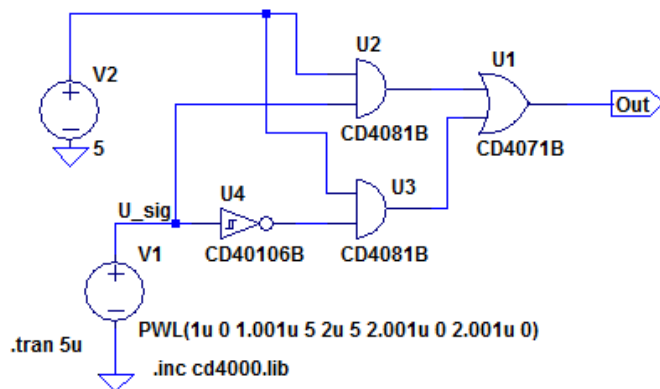 U2
U1
V2
CD4081B
CD4071B
Out
5
U3
U_sig
U4
V1
CD40106B
CD4081B
PWL(1u 0 1.001u 5 2u 5 2.001u 0 2.001u 0)
.tran 5u
.inc cd4000.lib